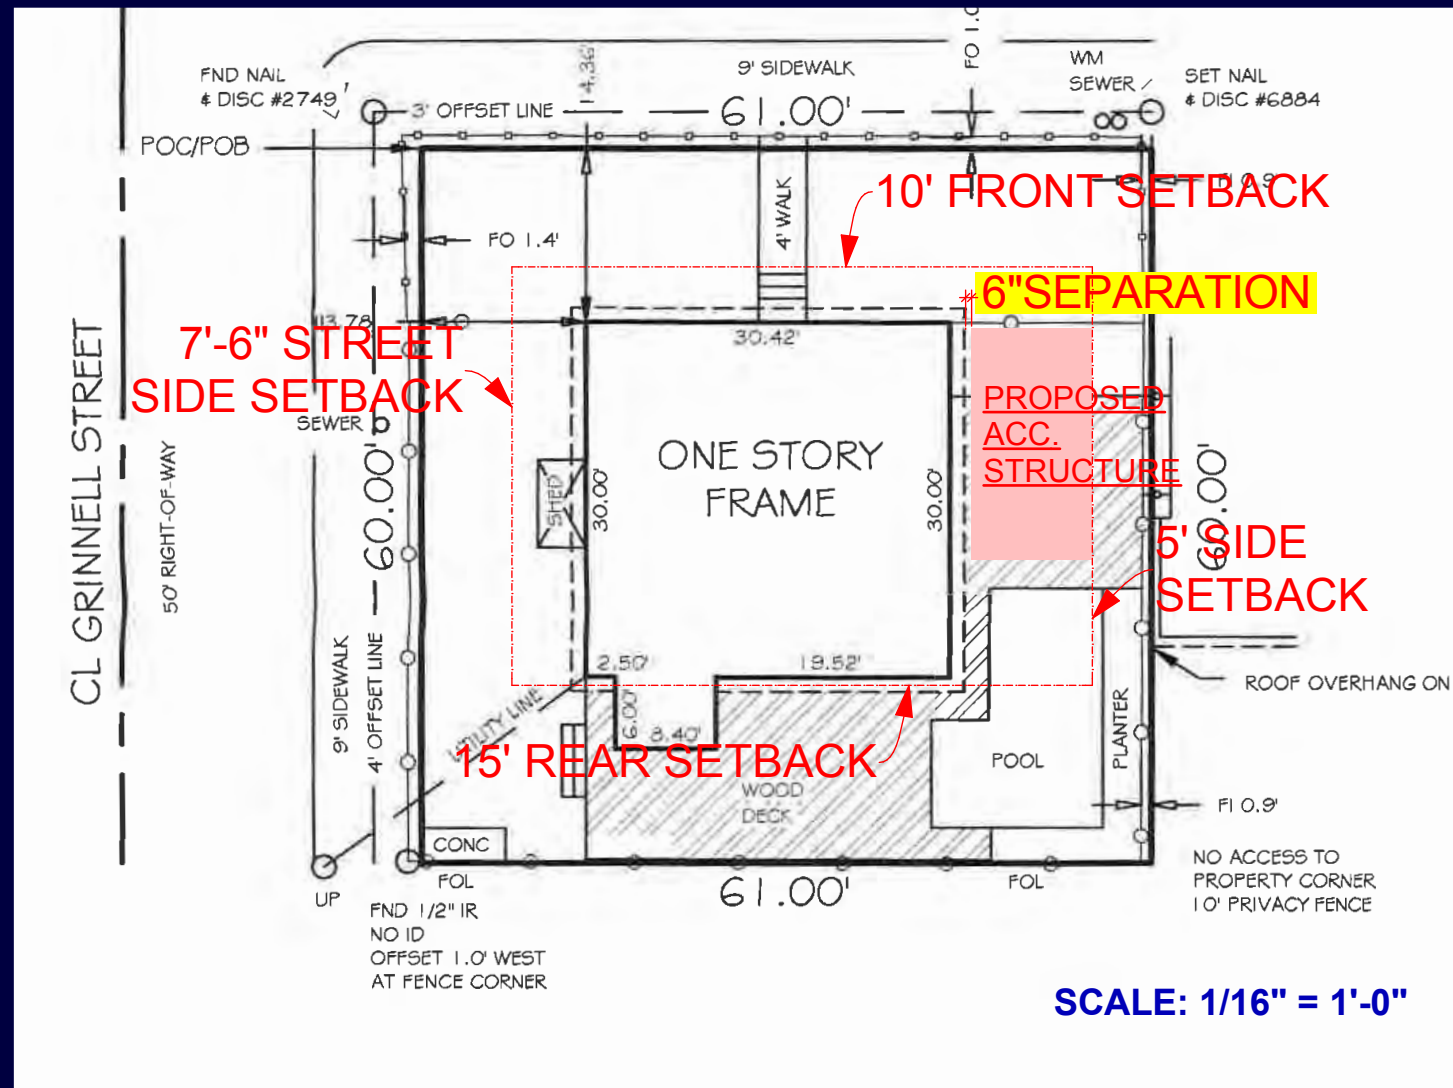 FO 1.0
14.36'
9' SIDEWALK
WM
SEWER
FND NAIL
& DISC #2749
SET NAIL
& DISC #6884
3' OFFSET LINE
61.00'
POC/POB
4' WALK
10' FRONT SETBACK
FI 0.9'
FO 1.4'
6"SEPARATION
13.78
30.42'
7'-6" STREET
SIDE SETBACK
CL GRINNELL STREET
50' RIGHT-OF-WAY
SEWER
60.00'
SHED
30.00'
ONE STORY
FRAME
30.00'
PROPOSED
ACC.
STRUCTURE
60.00'
5' SIDE
SETBACK
9' SIDEWALK
4' OFFSET LINE
2.50'
19.52'
UTILITY LINE
6.00'
8.40'
ROOF OVERHANG ON
15' REAR SETBACK
WOOD
DECK
POOL
PLANTER
FI 0.9'
CONC
FOL
61.00'
FOL
UP
NO ACCESS TO
PROPERTY CORNER
10' PRIVACY FENCE
FND 1/2" IR
NO ID
OFFSET 1.0' WEST
AT FENCE CORNER
SCALE: 1/16" = 1'-0"